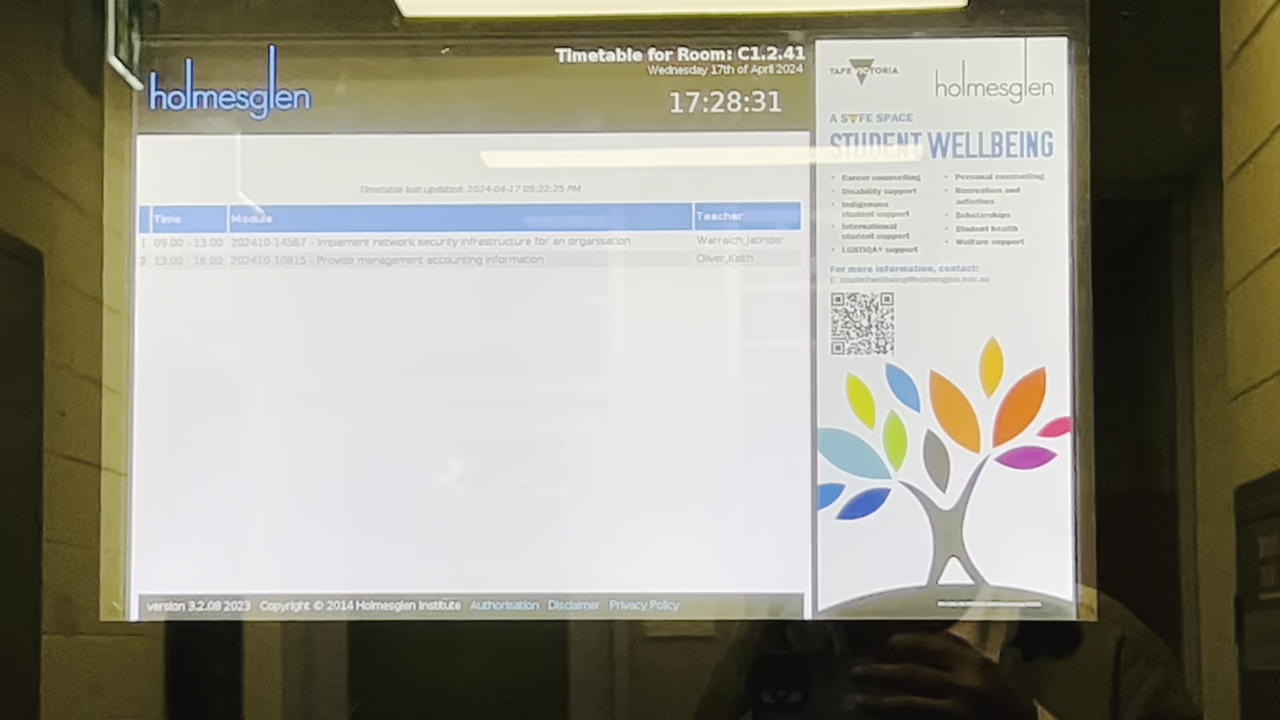 holmesglen
Timetable for Room: C1.2.41
Wednesday 17th of April 2024
17:28:31
Timetable last updated: 2024-04-17 05:22:25 PM
Time Module Teacher
1 09:00 - 13:00 202410-14567 - Implement network security infrastructure for an organisation Warraich,Jatinder
2 13:00 - 16:00 202410-10815 - Provide management accounting information Oliver,Keith
version 3.2.08 2023 Copyright © 2014 Holmesglen Institute Authorisation Disclaimer Privacy Policy
TAFE VICTORIA
holmesglen
A SAFE SPACE
STUDENT WELLBEING
• Career counselling
• Disability support
• Indigenous
student support
• International
student support
• LGBTIQA+ support
• Personal counselling
• Recreation and
activities
• Scholarships
• Student health
• Welfare support
For more information, contact:
E: studentwellbeing@holmesglen.edu.au